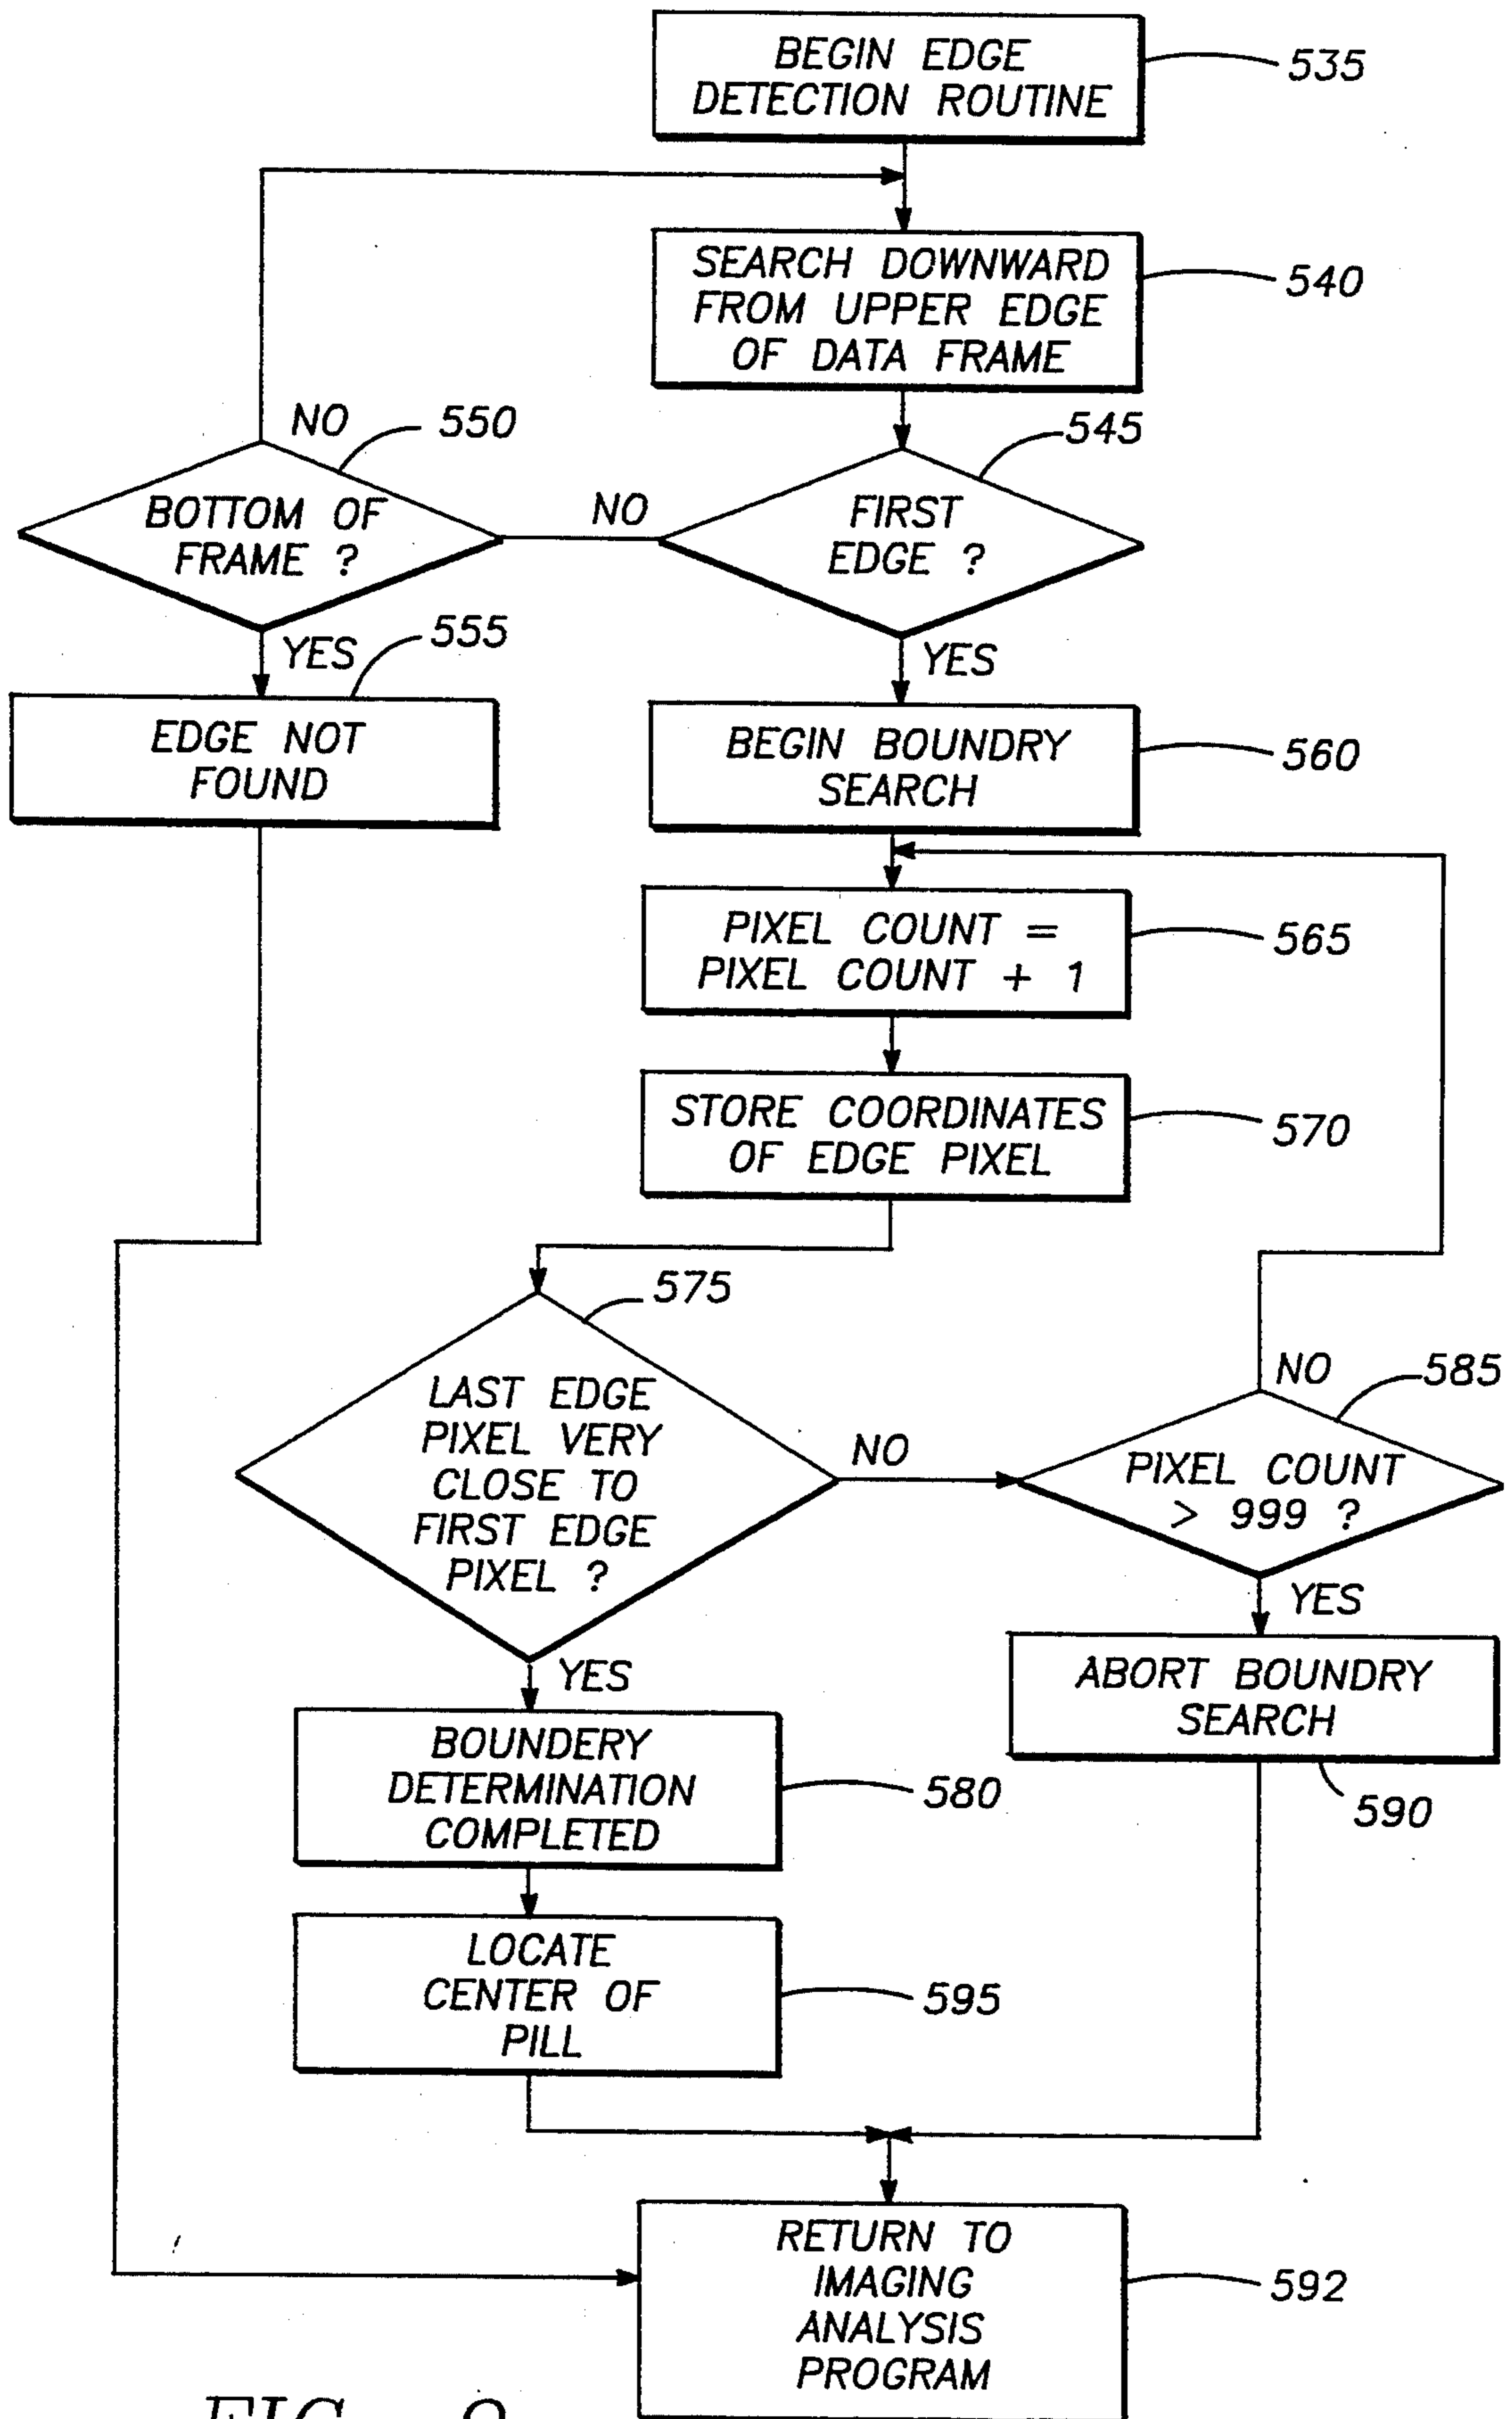 BEGIN EDGE
DETECTION ROUTINE
535
SEARCH DOWNWARD
FROM UPPER EDGE
OF DATA FRAME
540
NO
550
545
BOTTOM OF
FRAME ?
NO
FIRST
EDGE ?
YES
555
YES
EDGE NOT
FOUND
BEGIN BOUNDRY
SEARCH
560
PIXEL COUNT =
PIXEL COUNT + 1
565
STORE COORDINATES
OF EDGE PIXEL
570
575
LAST EDGE
PIXEL VERY
CLOSE TO
FIRST EDGE
PIXEL ?
NO
NO
585
PIXEL COUNT
> 999 ?
YES
YES
BOUNDERY
DETERMINATION
COMPLETED
580
ABORT BOUNDRY
SEARCH
590
LOCATE
CENTER OF
PILL
595
RETURN TO
IMAGING
ANALYSIS
PROGRAM
592
FIG.